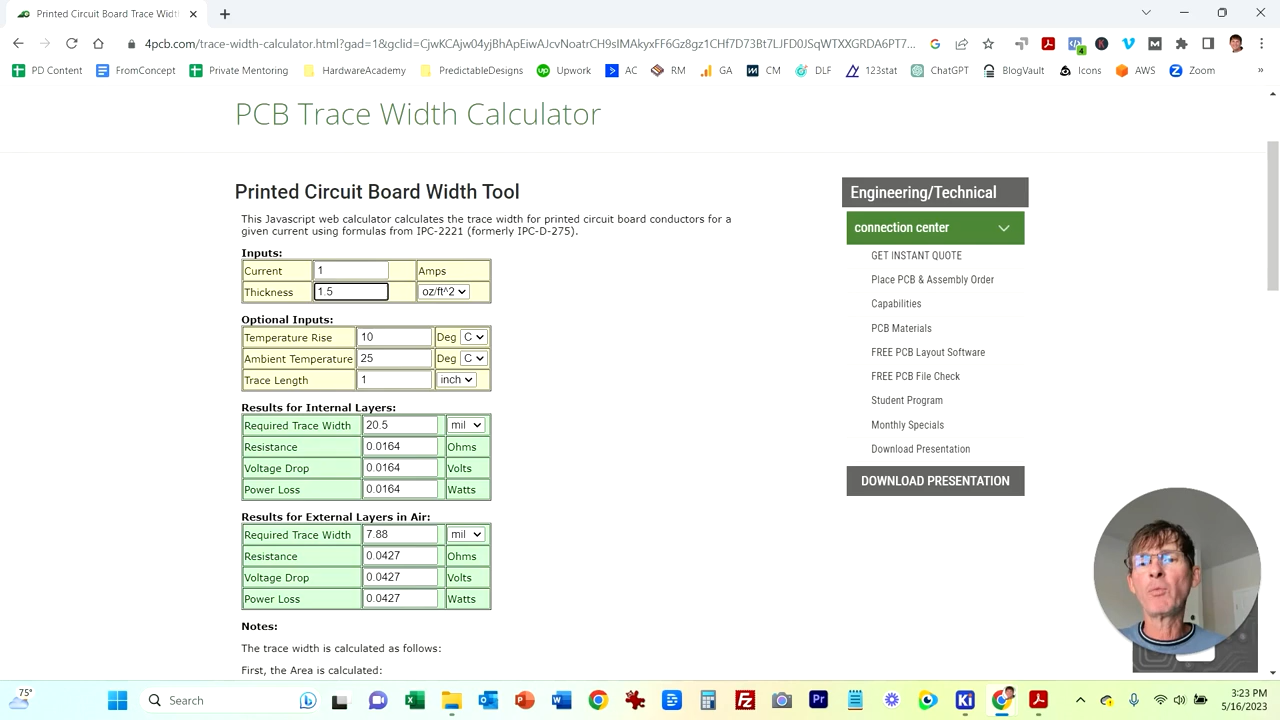 Printed Circuit Board Trace Widt
4pcb.com/trace-width-calculator.html?gad=1&gclid=CjwKCAjw04yjBhApEiwAJcvNoatrCH9sIMAkyxFF6Gz8gz1CHf7D73Bt7LJFD0JSqWTXXGRDA6PT7...
4
PD Content
FromConcept
Private Mentoring
HardwareAcademy
PredictableDesigns
Upwork
AC
RM
GA
CM
DLF
123stat
ChatGPT
BlogVault
Icons
AWS
Zoom
»
PCB Trace Width Calculator
Printed Circuit Board Width Tool
This Javascript web calculator calculates the trace width for printed circuit board conductors for a
given current using formulas from IPC-2221 (formerly IPC-D-275).
Inputs:
Current 1 Amps
Thickness 1.5 oz/ft^2
Optional Inputs:
Temperature Rise 10 Deg C
Ambient Temperature 25 Deg C
Trace Length 1 inch
Results for Internal Layers:
Required Trace Width 20.5 mil
Resistance 0.0164 Ohms
Voltage Drop 0.0164 Volts
Power Loss 0.0164 Watts
Results for External Layers in Air:
Required Trace Width 7.88 mil
Resistance 0.0427 Ohms
Voltage Drop 0.0427 Volts
Power Loss 0.0427 Watts
Notes:
The trace width is calculated as follows:
First, the Area is calculated:
Engineering/Technical
connection center
GET INSTANT QUOTE
Place PCB & Assembly Order
Capabilities
PCB Materials
FREE PCB Layout Software
FREE PCB File Check
Student Program
Monthly Specials
Download Presentation
DOWNLOAD PRESENTATION
75°
Search
3:23 PM
5/16/2023